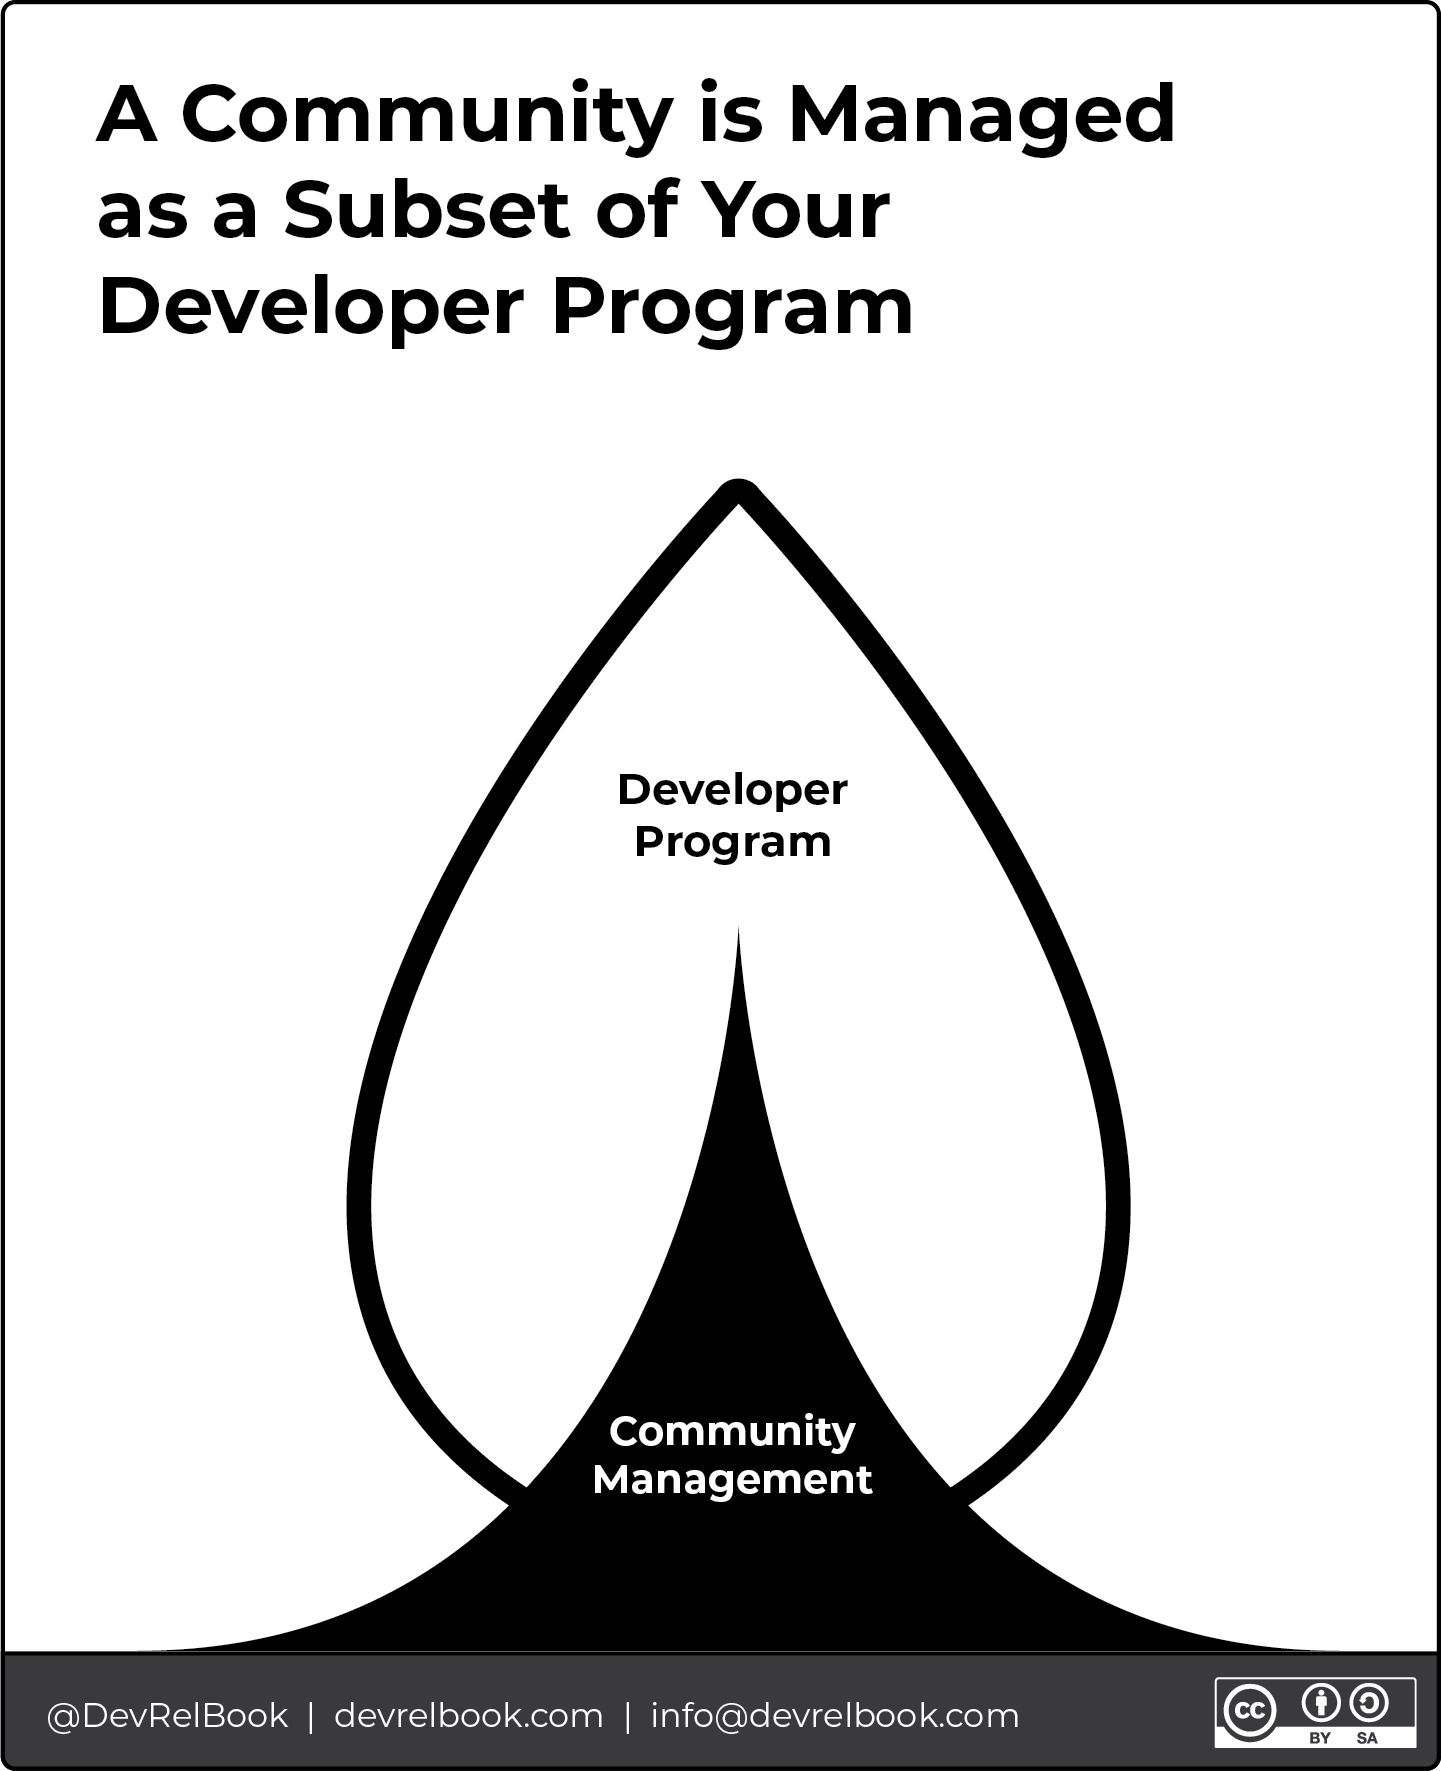 A Community is Managed
as a Subset of Your
Developer Program
Developer
Program
Community
Management
@DevRelBook | devrelbook.com | info@devrelbook.com
cc
BY SA